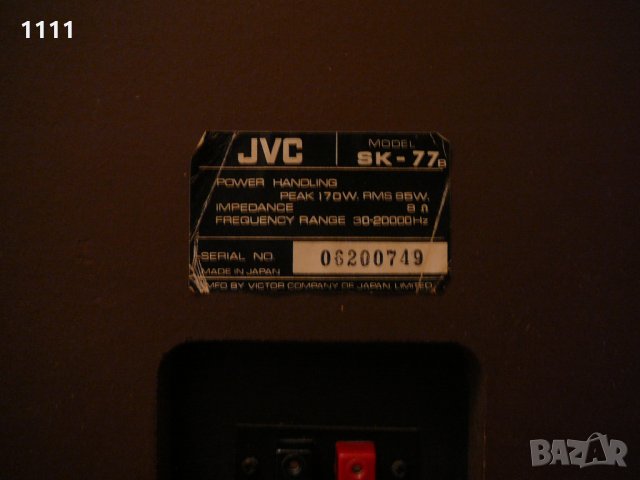 1111
JVC MODEL SK-77B
POWER HANDLING
PEAK 170W, RMS 85W,
IMPEDANCE 8 Ω
FREQUENCY RANGE 30-20000Hz
SERIAL NO. 06200749
MADE IN JAPAN
MFD BY VICTOR COMPANY OF JAPAN, LIMITED
BAZAR
bg